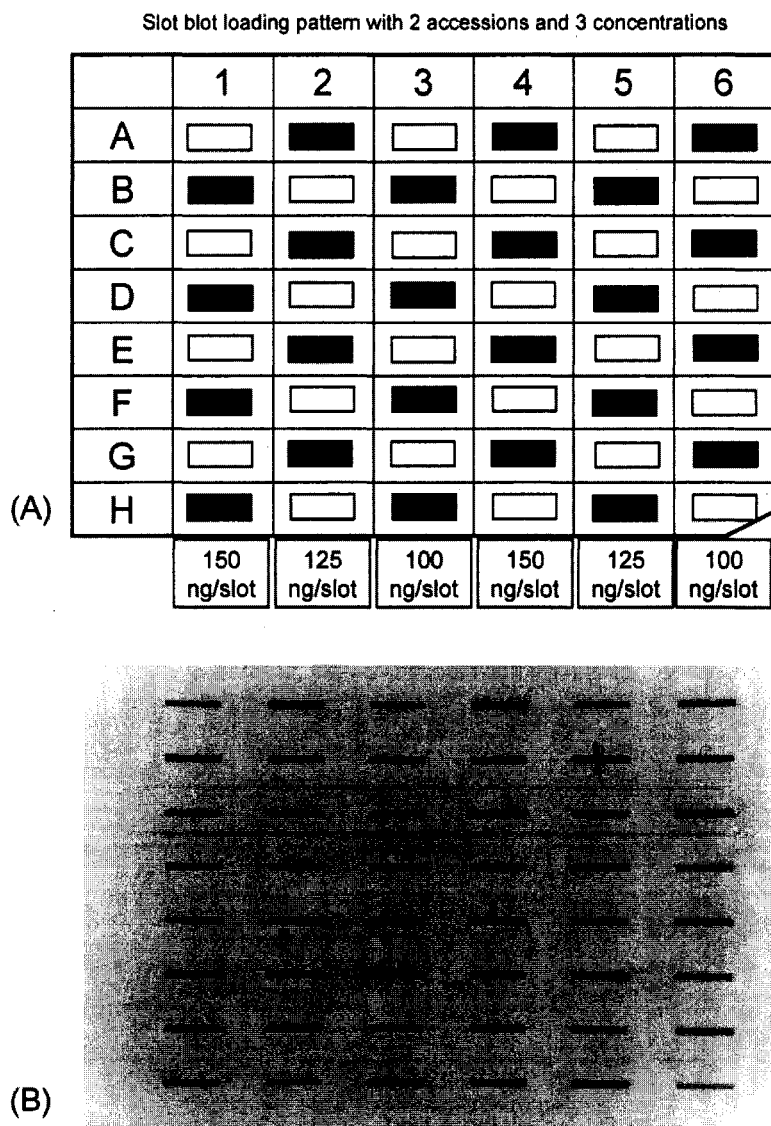 Slot blot loading pattern with 2 accessions and 3 concentrations
1 2 3 4 5 6
A
B
C
D
E
F
G
(A) H
150 125 100 150 125 100
ng/slot ng/slot ng/slot ng/slot ng/slot ng/slot
(B)